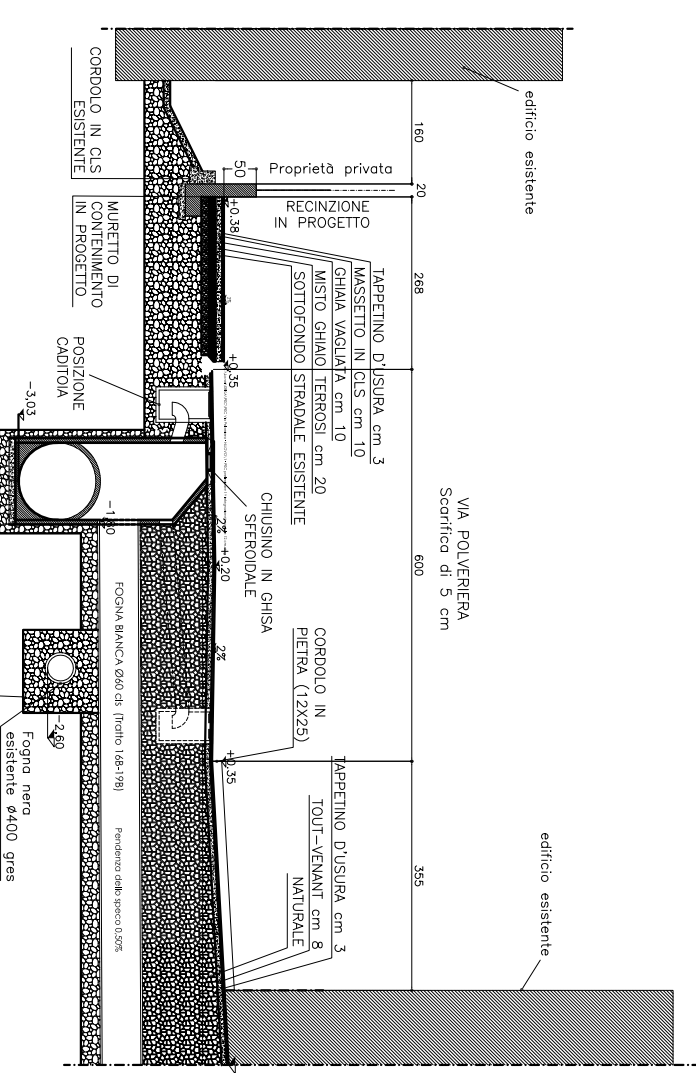 edificio esistente
160
20
268
600
355
Proprietà privata
50
RECINZIONE
IN PROGETTO
+0.38
TAPPETINO D'USURA cm 3
MASSETTO IN CLS cm 10
GHIAIA VAGLIATA cm 10
MISTO GHIAIO TERROSI cm 20
SOTTOFONDO STRADALE ESISTENTE
+0,35
VIA POLVERIERA
Scarifica di 5 cm
CHIUSINO IN GHISA
SFEROIDALE
2%
+0,20
2%
CORDOLO IN
PIETRA (12X25)
+0,35
TAPPETINO D'USURA cm 3
TOUT-VENANT cm 8
NATURALE
edificio esistente
CORDOLO IN CLS
ESISTENTE
MURETTO DI
CONTENIMENTO
IN PROGETTO
POSIZIONE
CADITOIA
-3,03
FOGNA BIANCA Ø60 cls (Tratto 16B-19B)
Pendenza dello speco 0,50%
-2,60
Fogna nera
esistente Ø400 gres